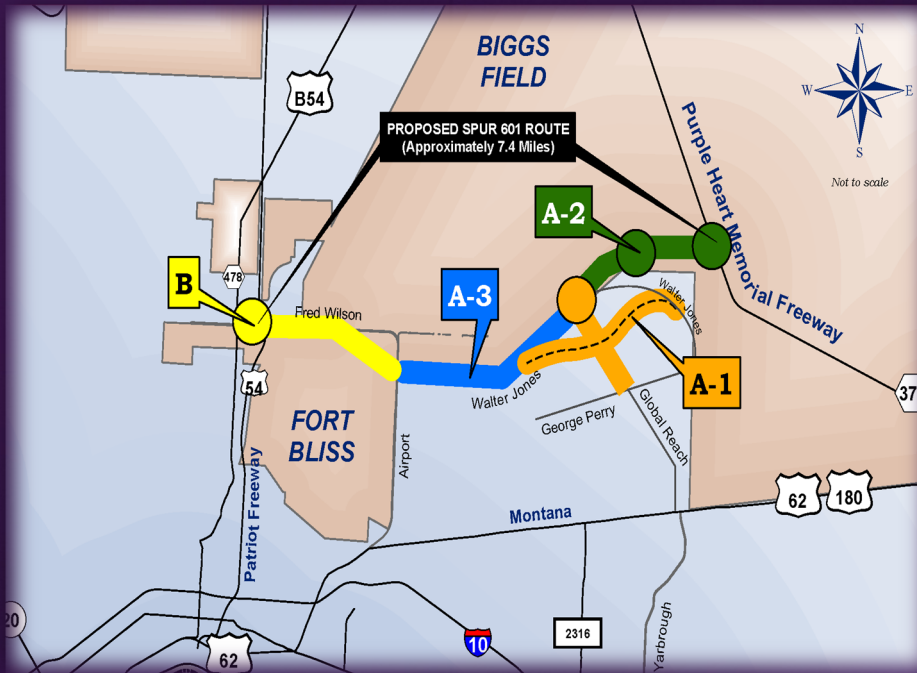 BIGGS
FIELD
N
W
E
S
Not to scale
B54
PROPOSED SPUR 601 ROUTE
(Approximately 7.4 Miles)
Purple Heart Memorial Freeway
A-2
478
B
Fred Wilson
A-3
Walter Jones
54
Walter Jones
A-1
37
FORT
BLISS
George Perry
Global Reach
Airport
Patriot Freeway
62
180
Montana
20
62
10
2316
Yarbrough